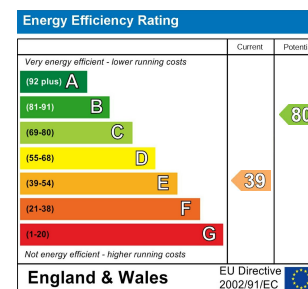 Energy Efficiency Rating
Current Potenti
Very energy efficient - lower running costs
(92 plus) A
(81-91) B
80
(69-80) C
(55-68) D
(39-54) E 39
(21-38) F
(1-20) G
Not energy efficient - higher running costs
England & Wales
EU Directive
2002/91/EC